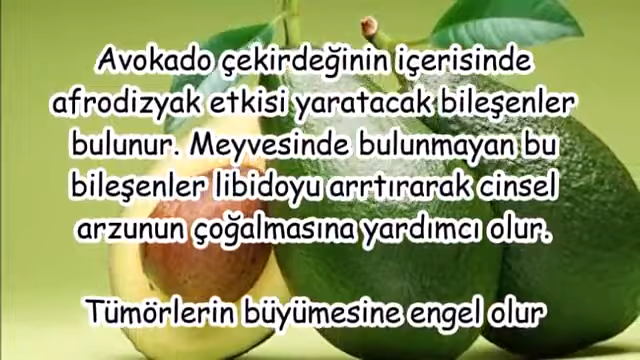 Avokado çekirdeğinin içerisinde
afrodizyak etkisi yaratacak bileşenler
bulunur. Meyvesinde bulunmayan bu
bileşenler libidoyu arrtırarak cinsel
arzunun çoğalmasına yardımcı olur.
Tümörlerin büyümesine engel olur